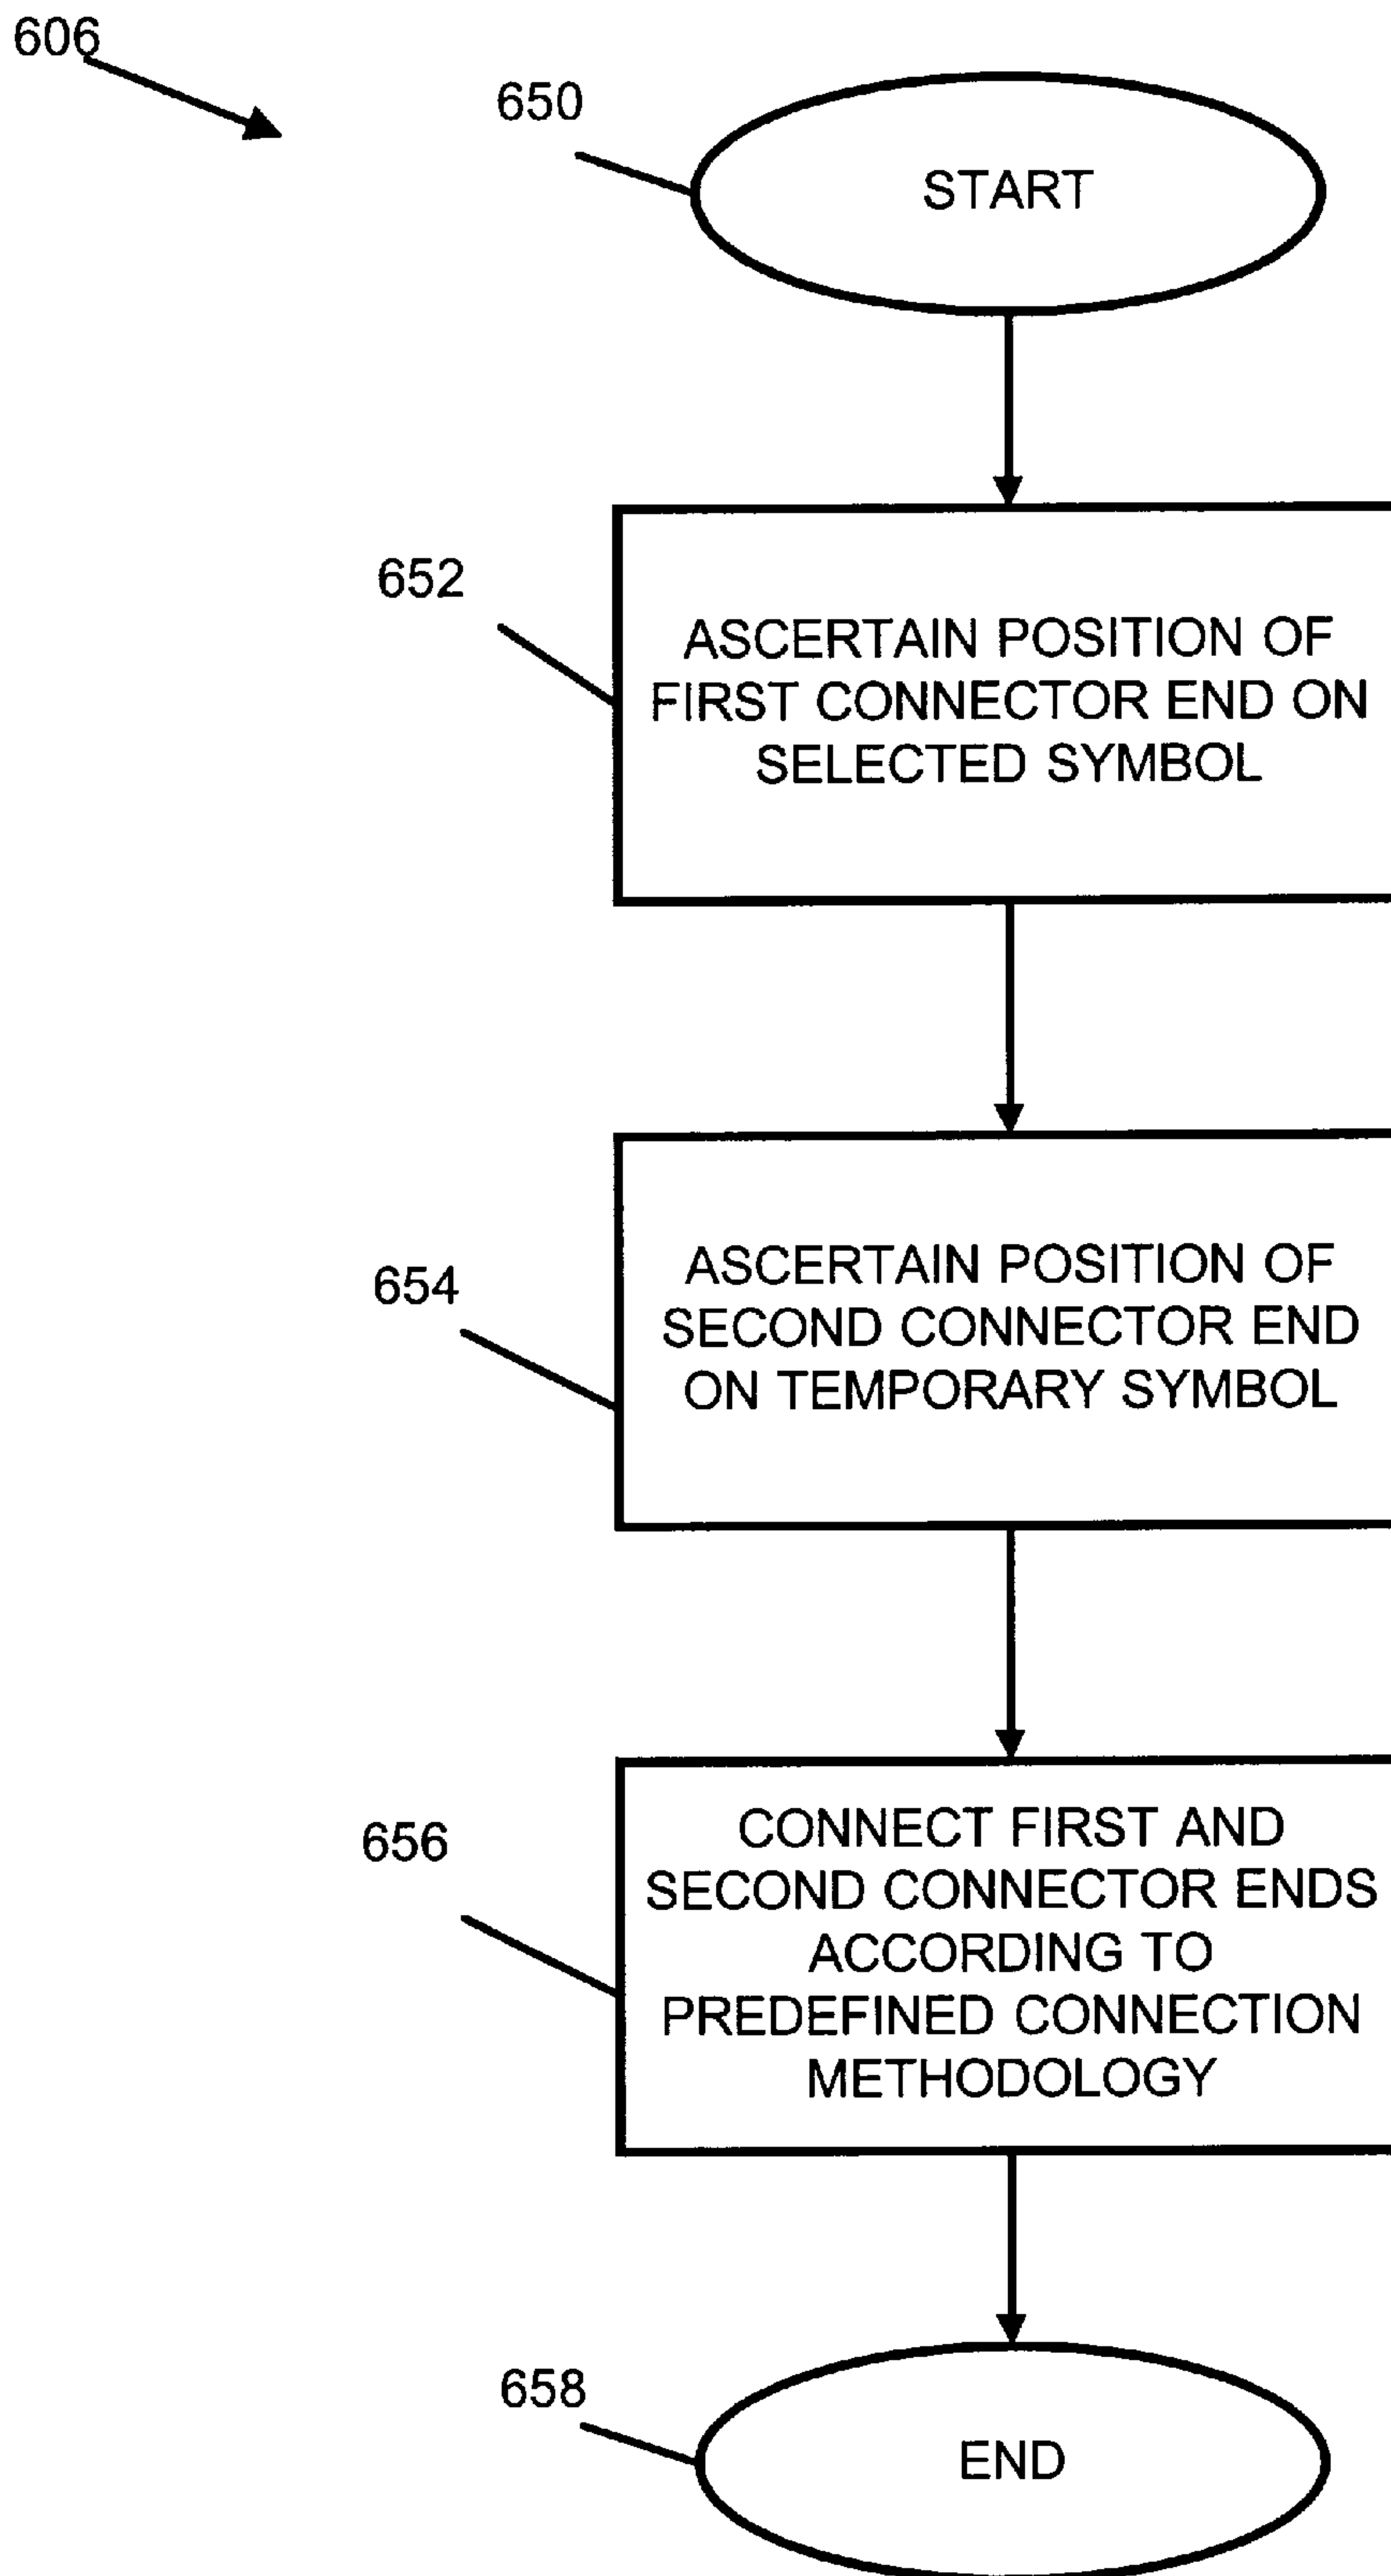 606
650
START
652
ASCERTAIN POSITION OF
FIRST CONNECTOR END ON
SELECTED SYMBOL
654
ASCERTAIN POSITION OF
SECOND CONNECTOR END
ON TEMPORARY SYMBOL
656
CONNECT FIRST AND
SECOND CONNECTOR ENDS
ACCORDING TO
PREDEFINED CONNECTION
METHODOLOGY
658
END